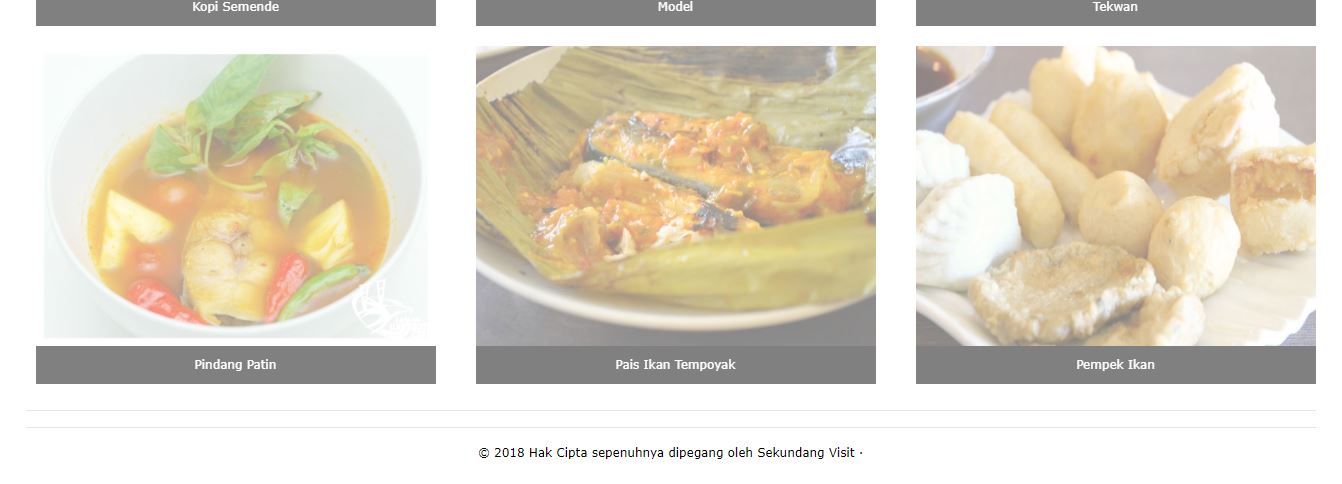 Kopi Semende
Model
Tekwan
Pindang Patin
Pais Ikan Tempoyak
Pempek Ikan
© 2018 Hak Cipta sepenuhnya dipegang oleh Sekundang Visit ·